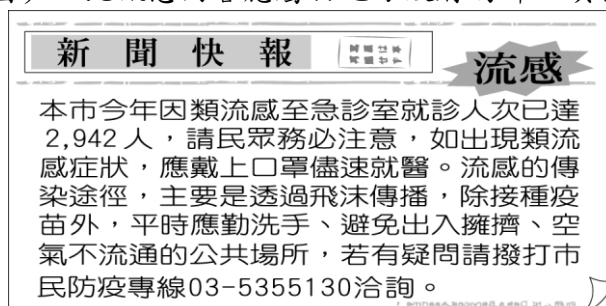 新聞快報
流感
本市今年因類流感至急診室就診人次已達
2,942人，請民眾務必注意，如出現類流
感症狀，應戴上口罩儘速就醫。流感的傳
染途徑，主要是透過飛沫傳播，除接種疫
苗外，平時應勤洗手、避免出入擁擠、空
氣不流通的公共場所，若有疑問請撥打市
民防疫專線03-5355130洽詢。